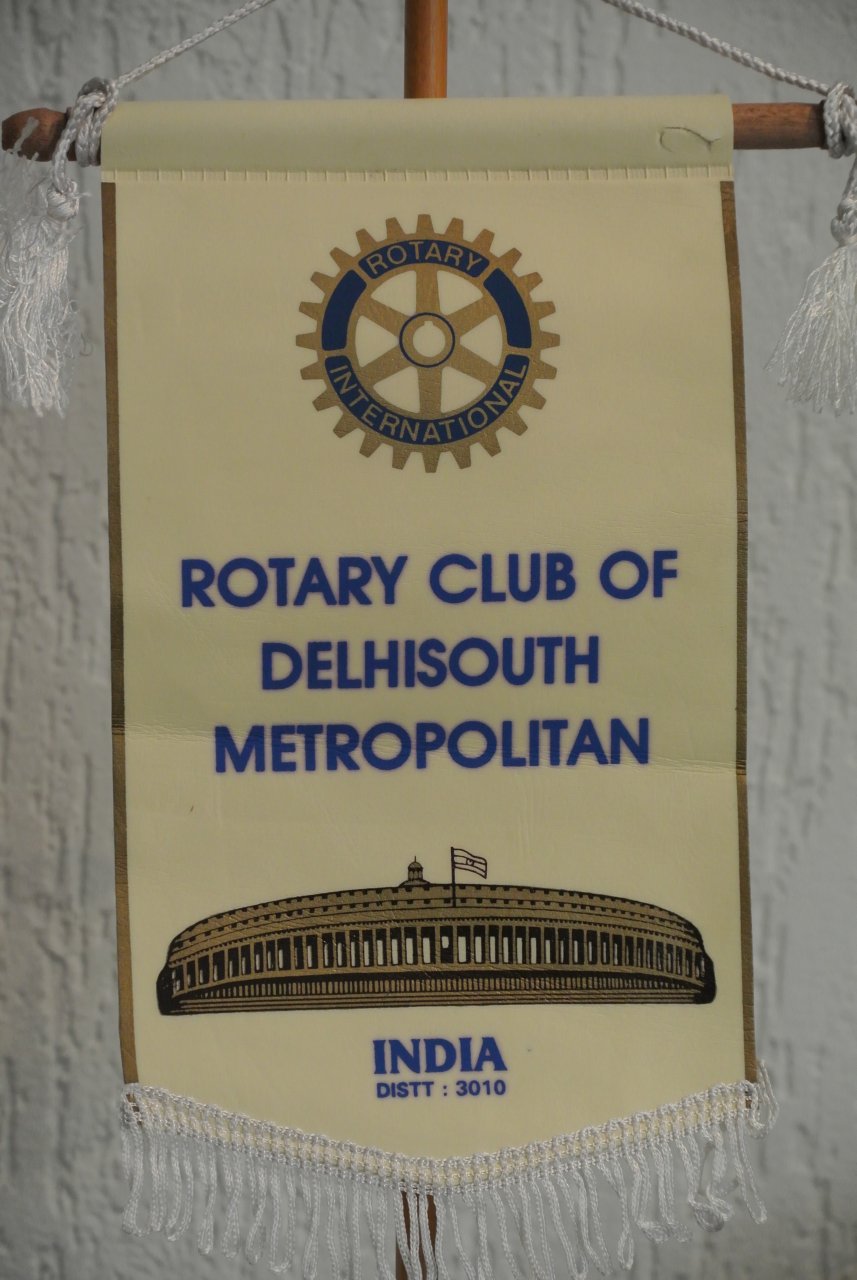 ROTARY
INTERNATIONAL
ROTARY CLUB OF
DELHISOUTH
METROPOLITAN
INDIA
DISTT : 3010